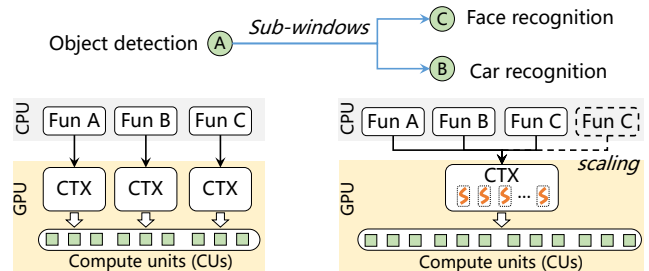 Object detection A Sub-windows C Face recognition
B Car recognition
CPU Fun A Fun B Fun C
GPU CTX CTX CTX
Compute units (CUs)
CPU Fun A Fun B Fun C Fun C
scaling
GPU CTX
...
Compute units (CUs)